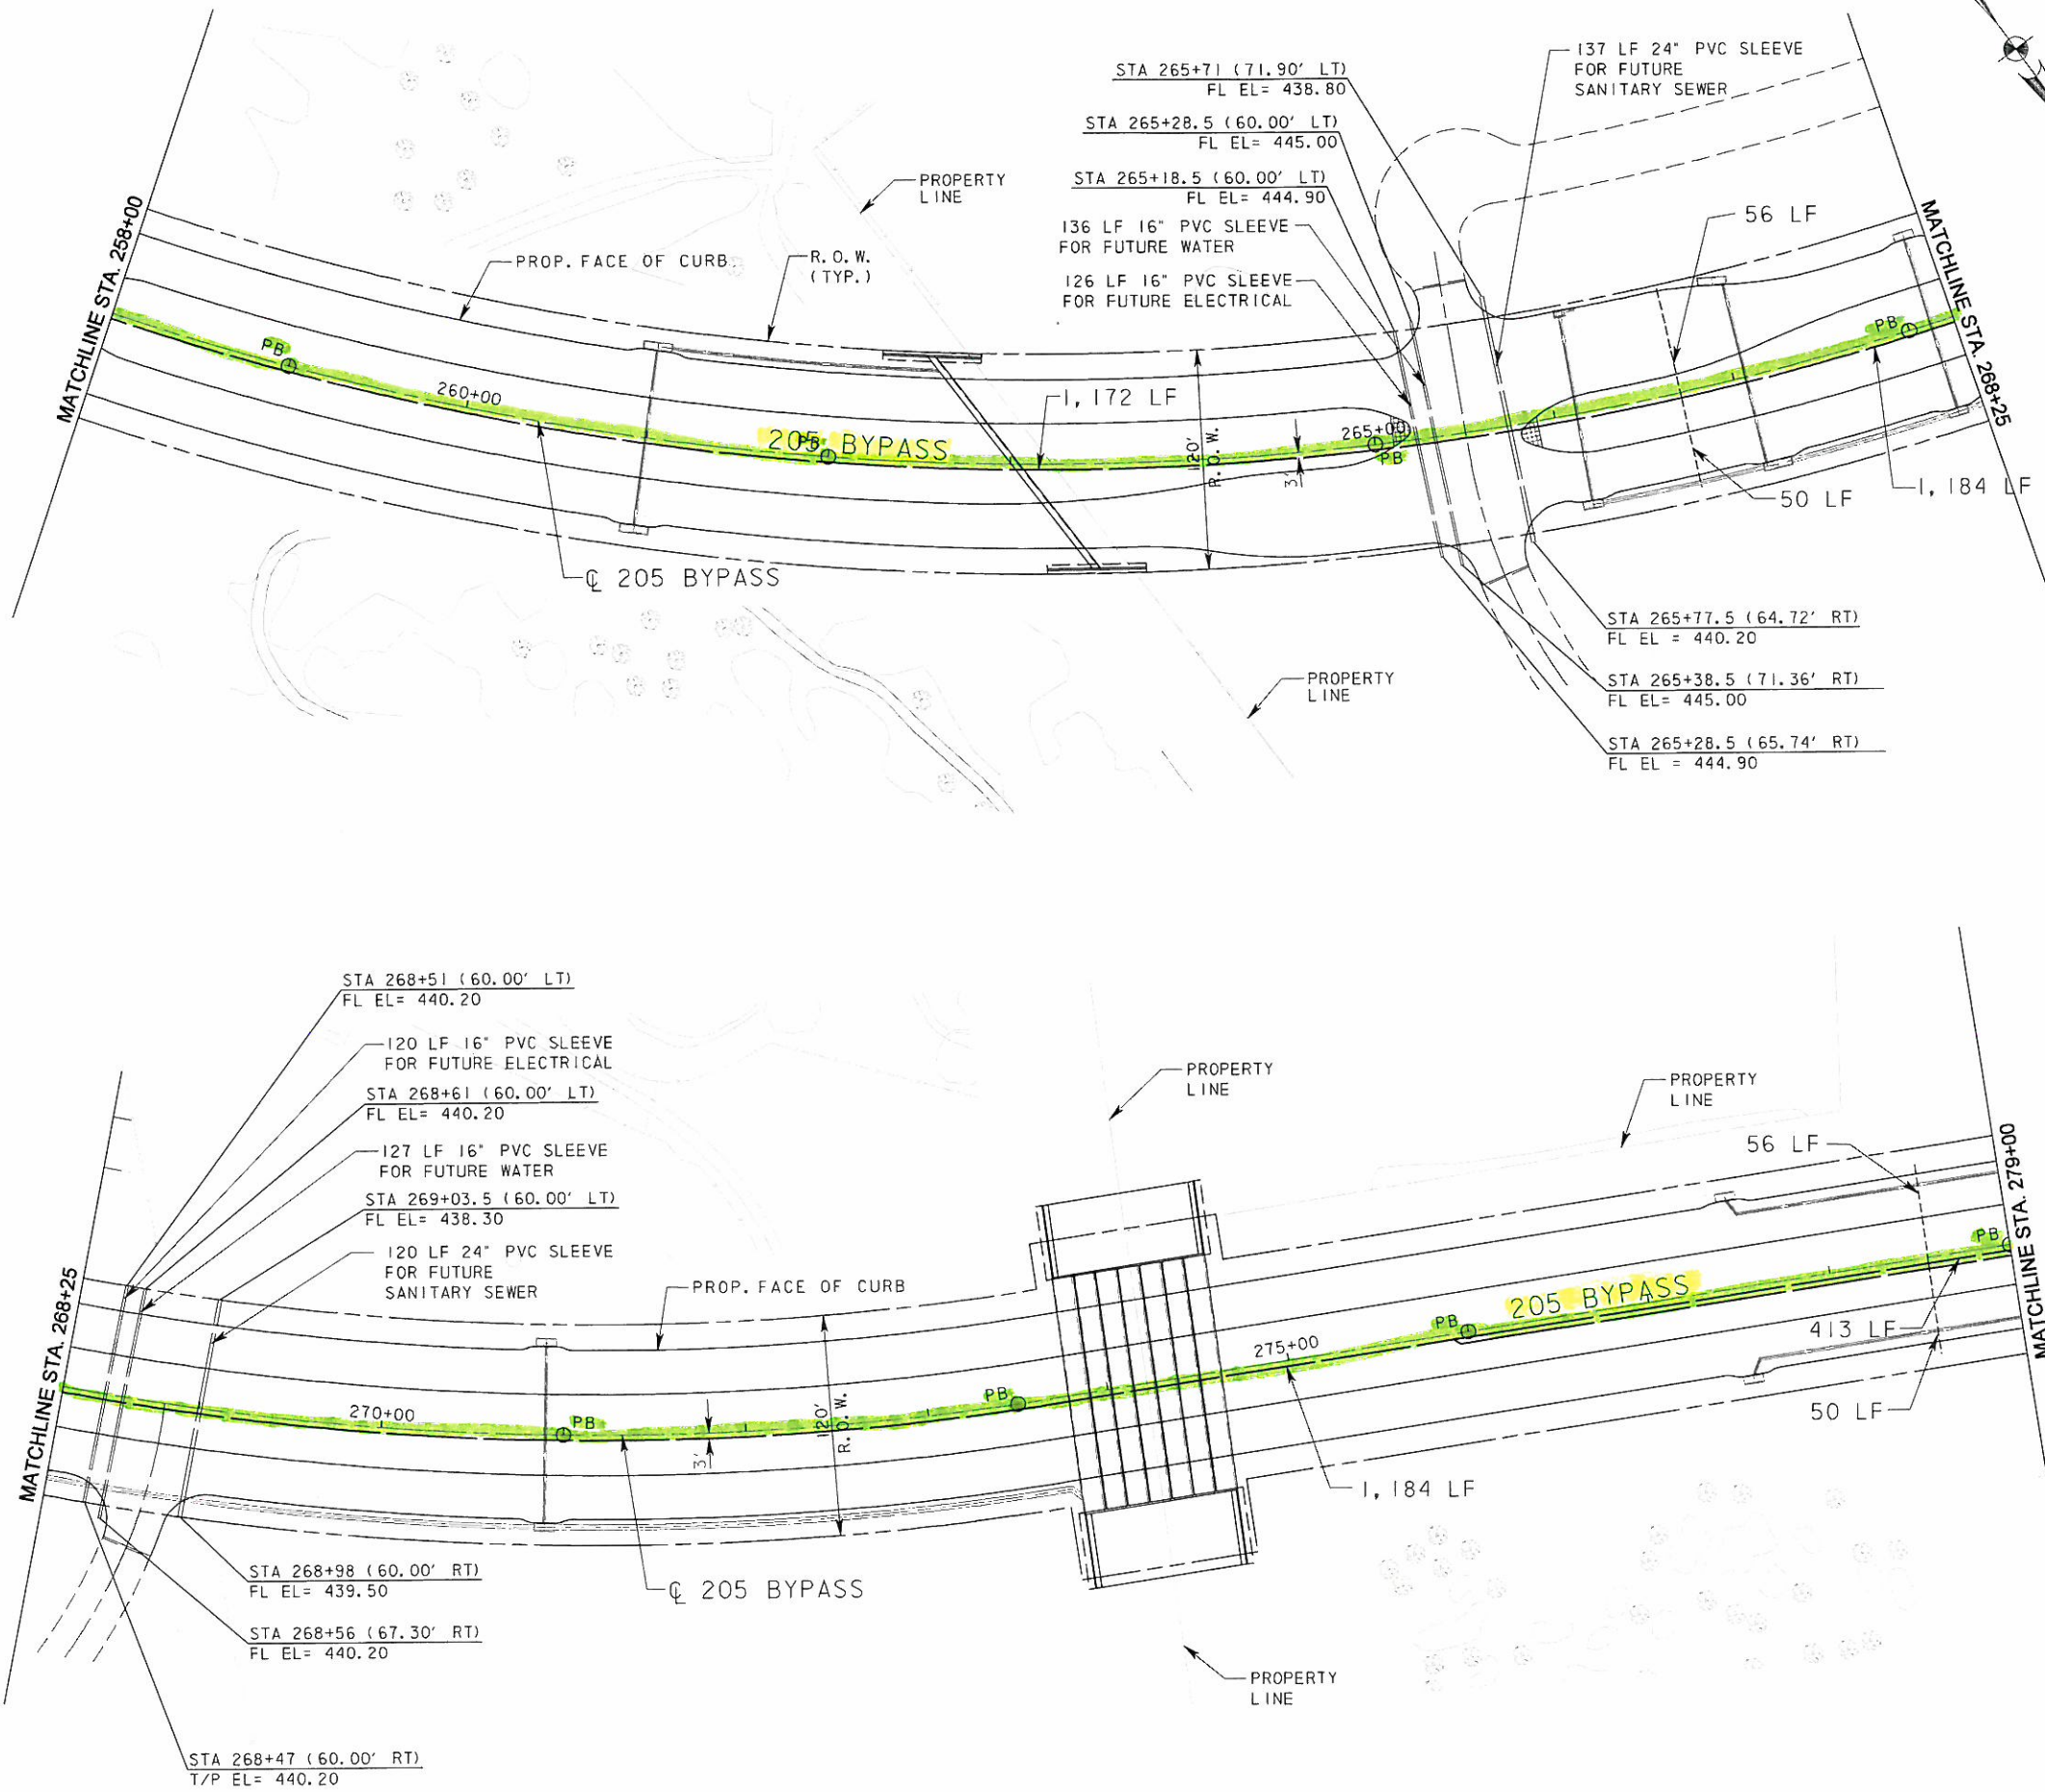 STA 265+71 (71.90' LT)
FL EL= 438.80
STA 265+28.5 (60.00' LT)
FL EL= 445.00
STA 265+18.5 (60.00' LT)
FL EL= 444.90
136 LF 16" PVC SLEEVE
FOR FUTURE WATER
126 LF 16" PVC SLEEVE
FOR FUTURE ELECTRICAL
137 LF 24" PVC SLEEVE
FOR FUTURE
SANITARY SEWER
PROPERTY
LINE
MATCHLINE STA. 258+00
PROP. FACE OF CURB
R.O.W.
(TYP.)
56 LF
MATCHLINE STA. 268+25
PB
260+00
1,172 LF
205 BYPASS
PB
120'
R.O.W.
3'
265+00
PB
PB
50 LF
1,184 LF
℄ 205 BYPASS
PROPERTY
LINE
STA 265+77.5 (64.72' RT)
FL EL = 440.20
STA 265+38.5 (71.36' RT)
FL EL= 445.00
STA 265+28.5 (65.74' RT)
FL EL = 444.90
STA 268+51 (60.00' LT)
FL EL= 440.20
120 LF 16" PVC SLEEVE
FOR FUTURE ELECTRICAL
STA 268+61 (60.00' LT)
FL EL= 440.20
127 LF 16" PVC SLEEVE
FOR FUTURE WATER
STA 269+03.5 (60.00' LT)
FL EL= 438.30
120 LF 24" PVC SLEEVE
FOR FUTURE
SANITARY SEWER
PROPERTY
LINE
PROPERTY
LINE
56 LF
MATCHLINE STA. 268+25
PROP. FACE OF CURB
MATCHLINE STA. 279+00
PB
205 BYPASS
PB
413 LF
275+00
PB
270+00
PB
3'
120'
R.O.W.
50 LF
1,184 LF
℄ 205 BYPASS
STA 268+98 (60.00' RT)
FL EL= 439.50
STA 268+56 (67.30' RT)
FL EL= 440.20
PROPERTY
LINE
STA 268+47 (60.00' RT)
T/P EL= 440.20